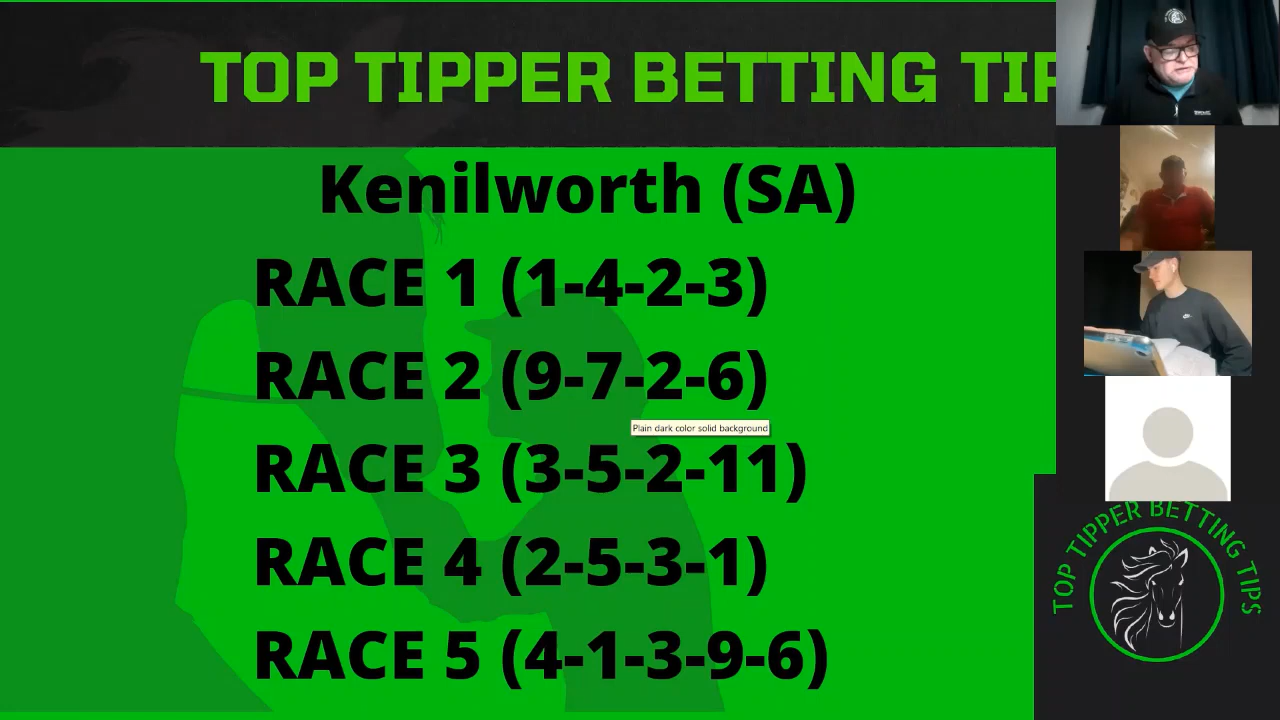 TOP TIPPER BETTING TIP
Kenilworth (SA)
RACE 1 (1-4-2-3)
RACE 2 (9-7-2-6)
Plain dark color solid background
RACE 3 (3-5-2-11)
RACE 4 (2-5-3-1)
RACE 5 (4-1-3-9-6)
TOP TIPPER BETTING TIPS